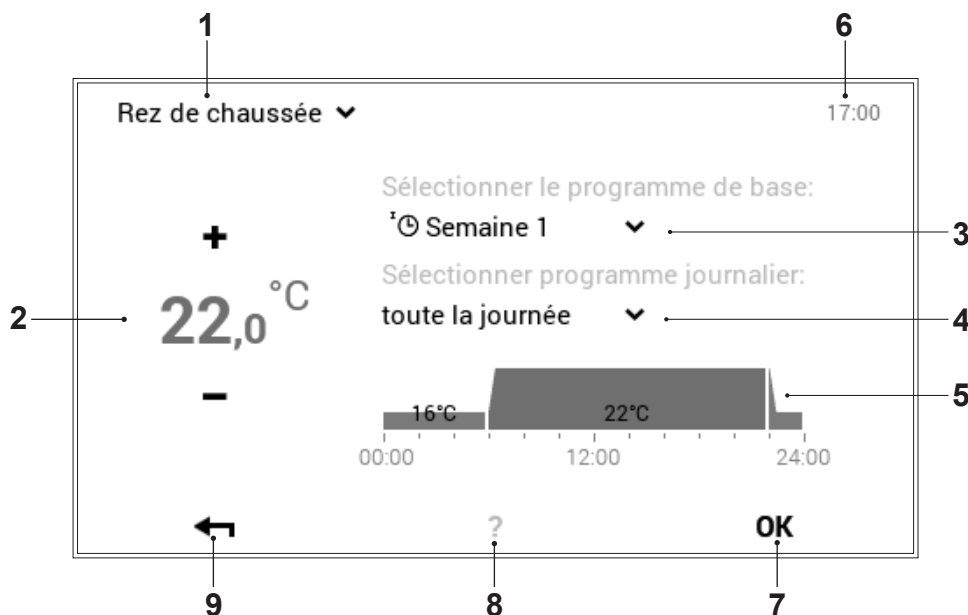 1
6
Rez de chaussée
17:00
Sélectionner le programme de base:
Semaine 1
3
+
Sélectionner programme journalier:
2
22,0 °C
toute la journée
4
5
−
16°C
22°C
00:00
12:00
24:00
?
OK
9
8
7